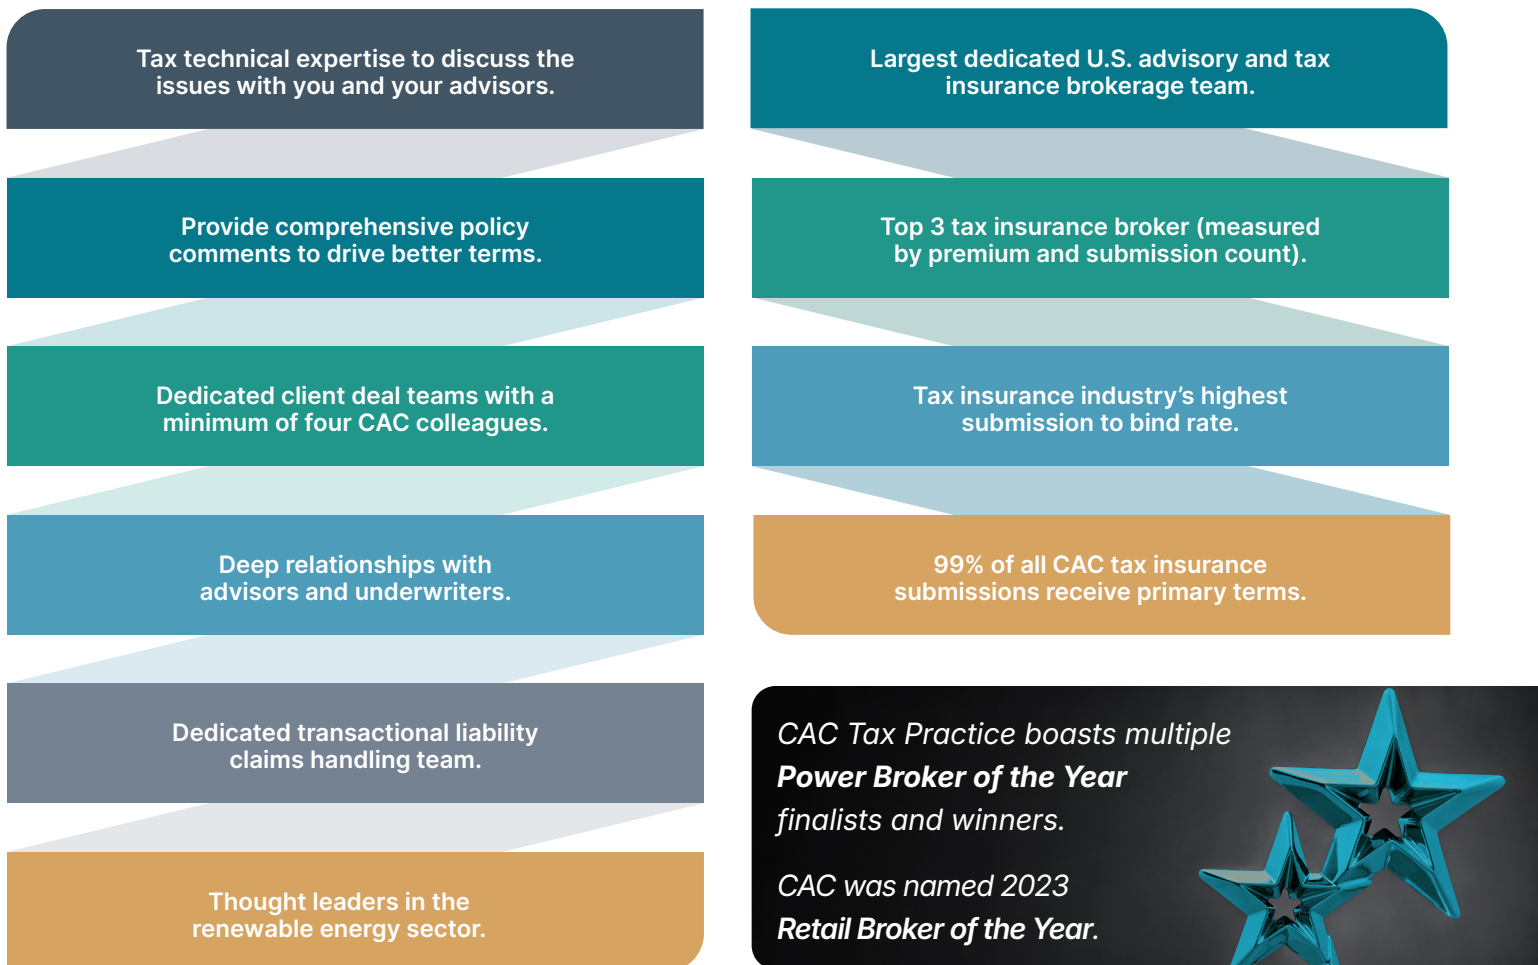 Tax technical expertise to discuss the
issues with you and your advisors.
Provide comprehensive policy
comments to drive better terms.
Dedicated client deal teams with a
minimum of four CAC colleagues.
Deep relationships with
advisors and underwriters.
Dedicated transactional liability
claims handling team.
Thought leaders in the
renewable energy sector.
Largest dedicated U.S. advisory and tax
insurance brokerage team.
Top 3 tax insurance broker (measured
by premium and submission count).
Tax insurance industry’s highest
submission to bind rate.
99% of all CAC tax insurance
submissions receive primary terms.
CAC Tax Practice boasts multiple
Power Broker of the Year
finalists and winners.
CAC was named 2023
Retail Broker of the Year.